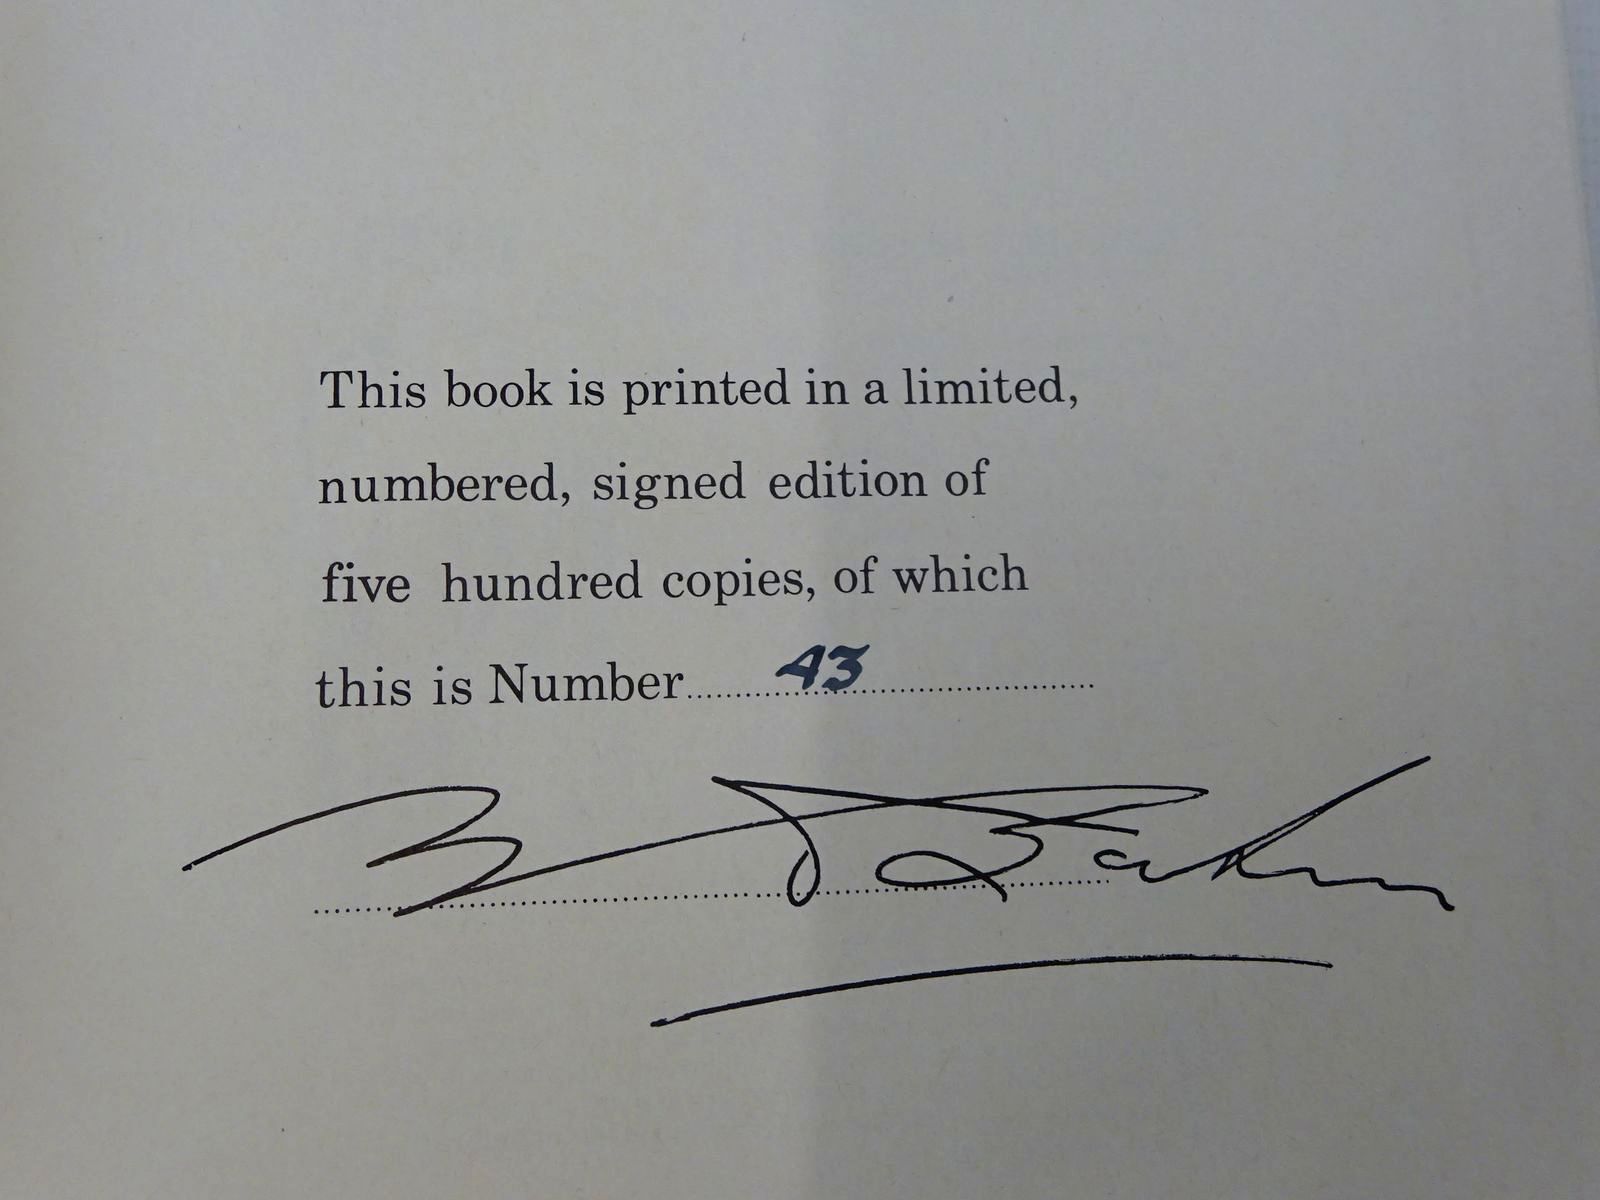 This book is printed in a limited,
numbered, signed edition of
five hundred copies, of which
this is Number 43